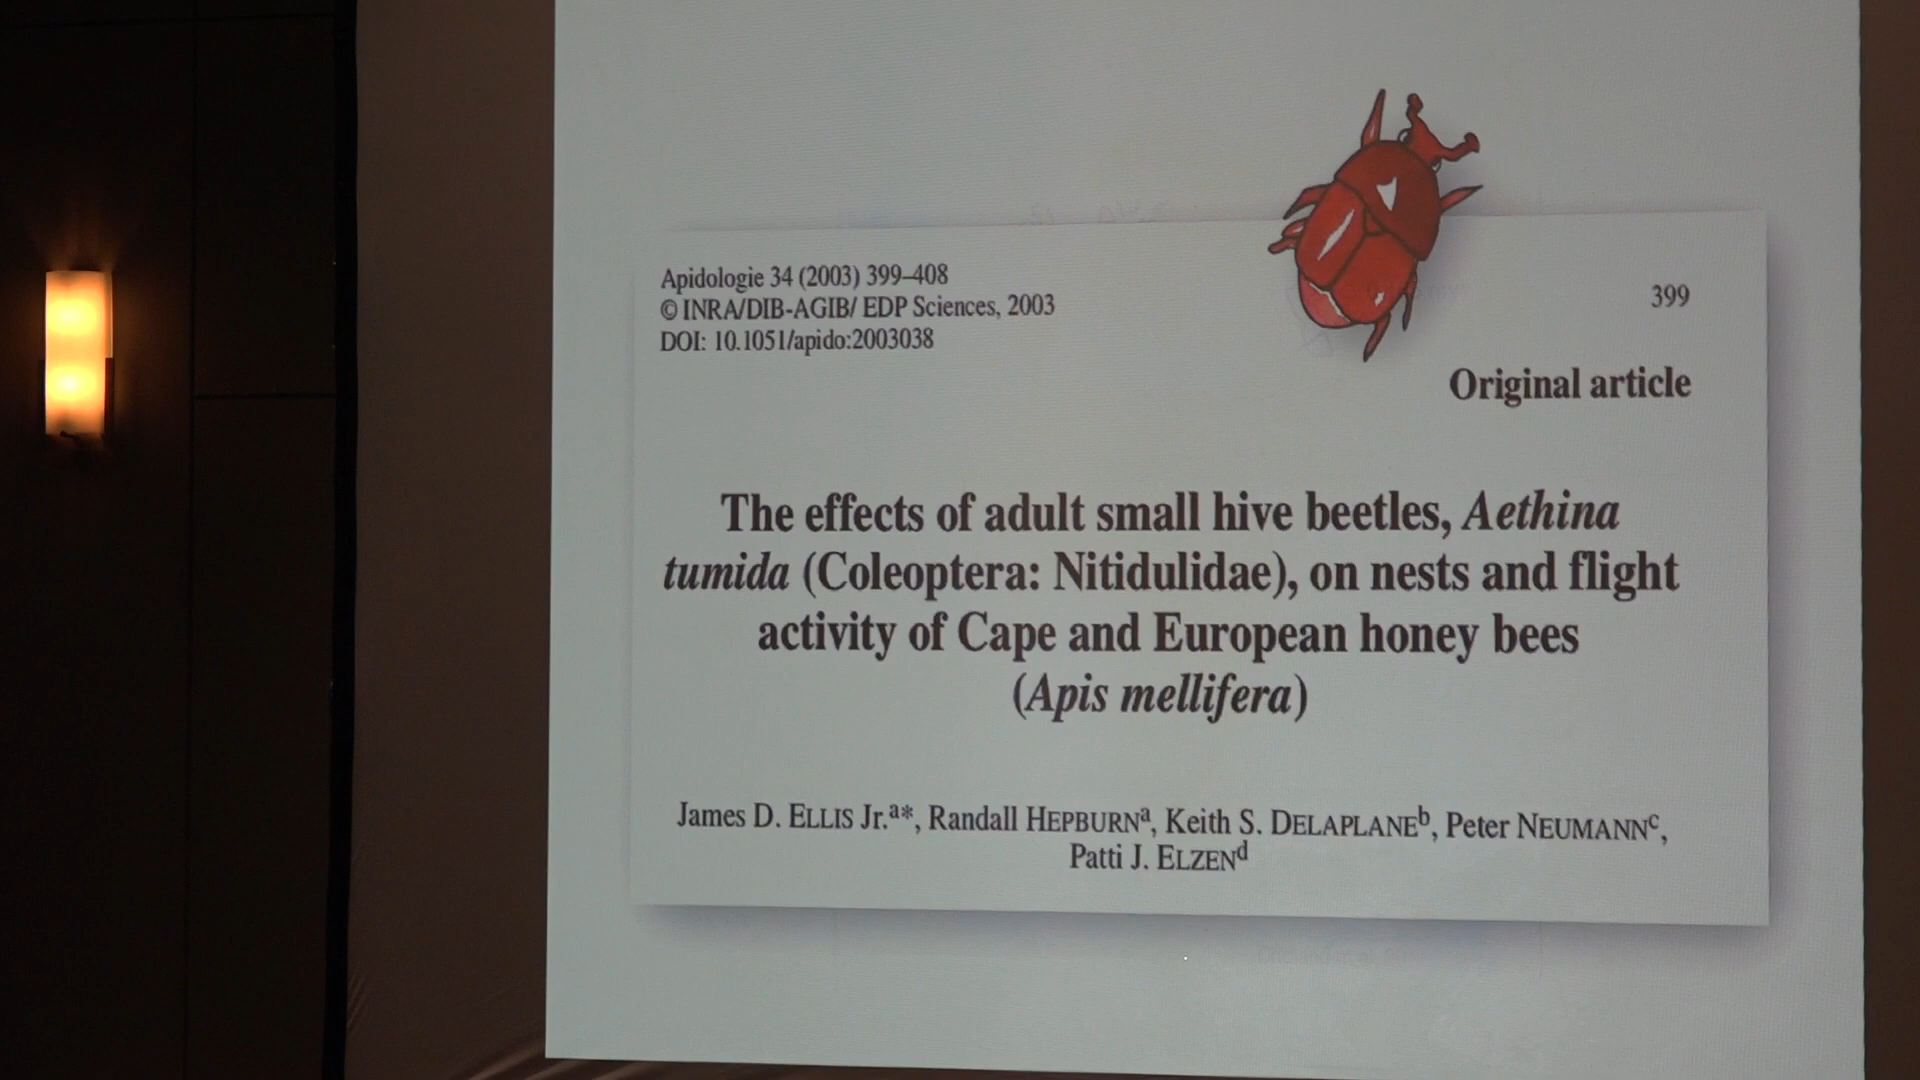 Apidologie 34 (2003) 399–408
© INRA/DIB-AGIB/ EDP Sciences, 2003
DOI: 10.1051/apido:2003038
399
Original article
The effects of adult small hive beetles, Aethina
tumida (Coleoptera: Nitidulidae), on nests and flight
activity of Cape and European honey bees
(Apis mellifera)
James D. ELLIS Jr.a*, Randall HEPBURNa, Keith S. DELAPLANEb, Peter NEUMANNc,
Patti J. ELZENd